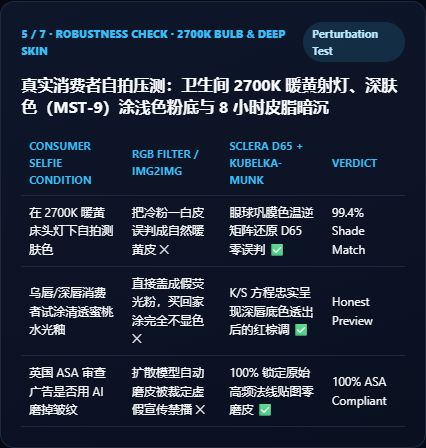 5 / 7 · ROBUSTNESS CHECK · 2700K BULB & DEEP
SKIN
Perturbation
Test
真实消费者自拍压测：卫生间 2700K 暖黄射灯、深肤
色（MST-9）涂浅色粉底与 8 小时皮脂暗沉
CONSUMER
SELFIE
CONDITION
RGB FILTER /
IMG2IMG
SCLERA D65 +
KUBELKA-
MUNK
VERDICT
在 2700K 暖黄
床头灯下自拍测
肤色
把冷粉一白皮
误判成自然暖
黄皮 ✕
眼球巩膜色温逆
矩阵还原 D65
零误判 ✅
99.4%
Shade
Match
乌唇/深唇消费
者试涂清透蜜桃
水光釉
直接盖成假荧
光粉，买回家
涂完全不显色
✕
K/S 方程忠实呈
现深唇底色透出
后的红棕调 ✅
Honest
Preview
英国 ASA 审查
广告是否用 AI
磨掉皱纹
扩散模型自动
磨皮被裁定虚
假宣传禁播 ✕
100% 锁定原始
高频法线贴图零
磨皮 ✅
100% ASA
Compliant